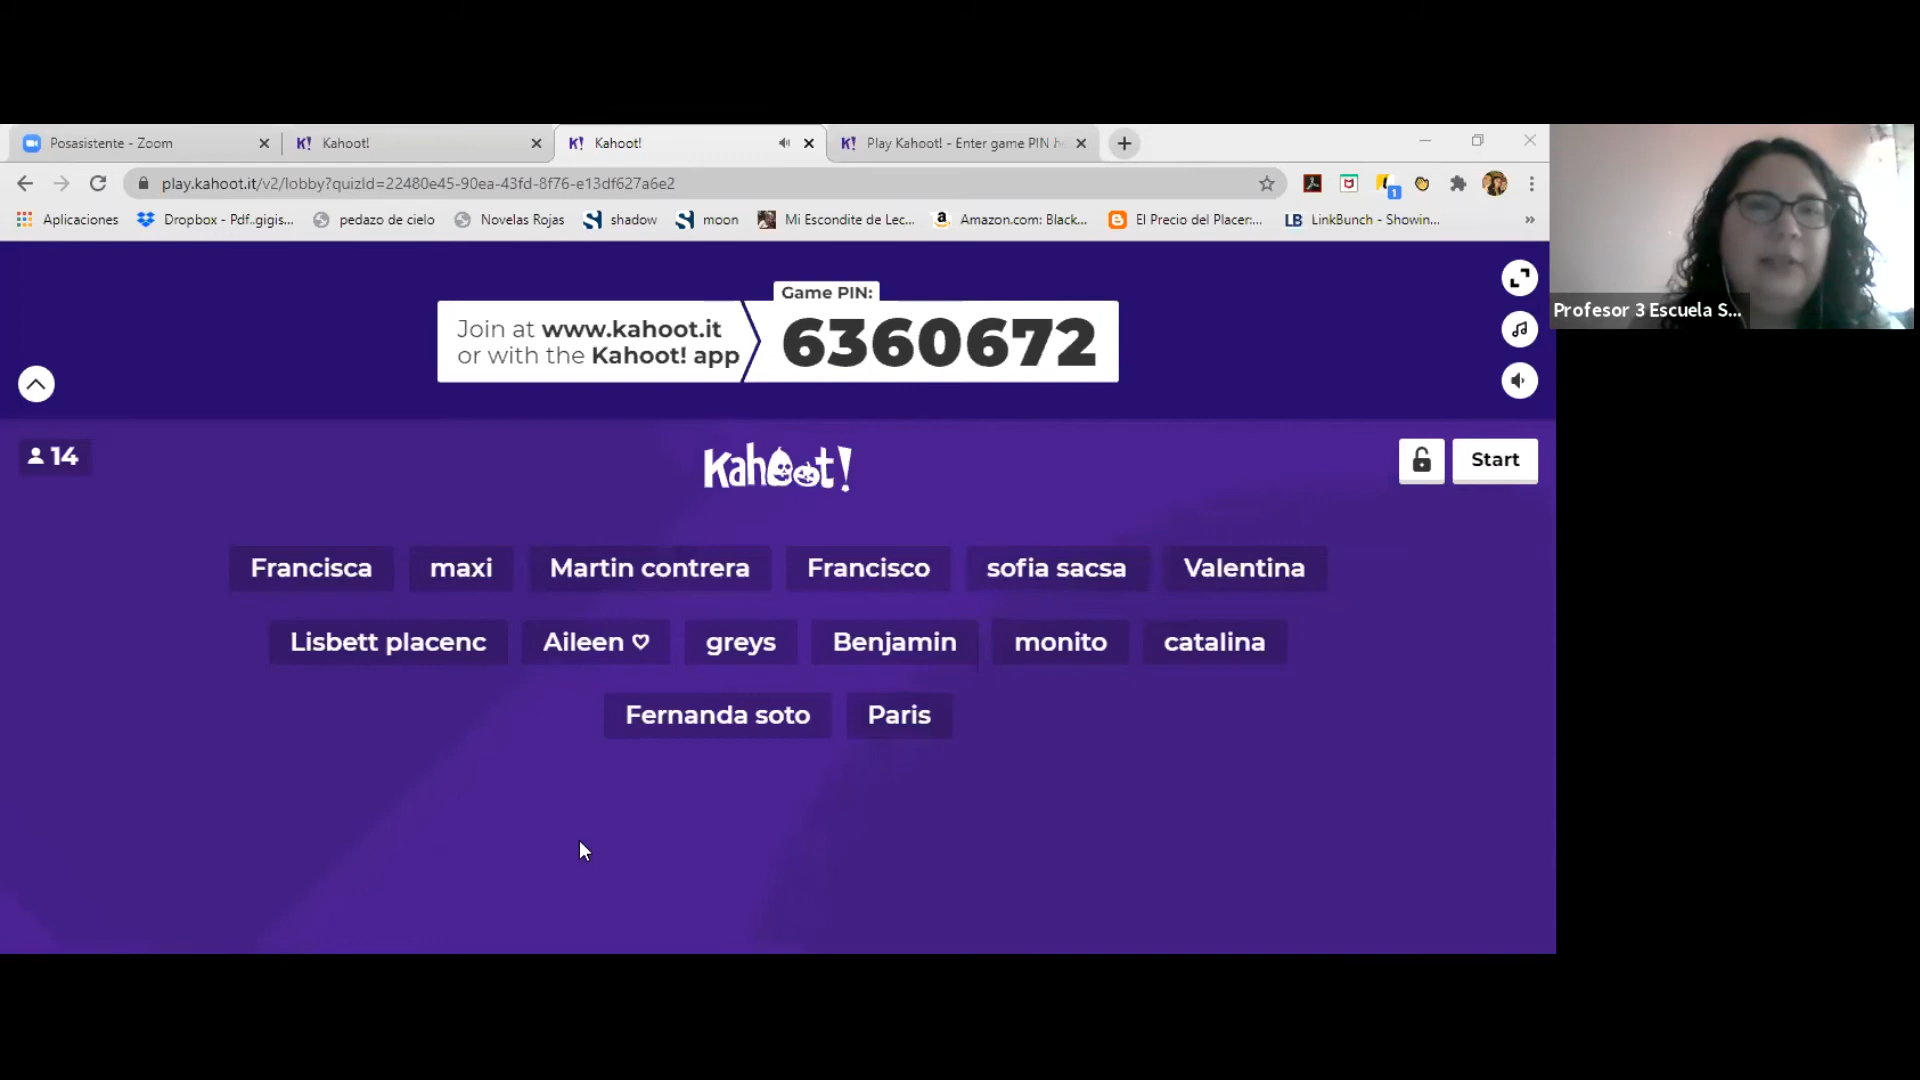 Posasistente - Zoom
Kahoot!
Kahoot!
Play Kahoot! - Enter game PIN he
play.kahoot.it/v2/lobby?quizId=22480e45-90ea-43fd-8f76-e13df627a6e2
1
Aplicaciones
Dropbox - Pdf..gigis...
pedazo de cielo
Novelas Rojas
shadow
moon
Mi Escondite de Lec...
Amazon.com: Black...
El Precio del Placer:...
LB LinkBunch - Showin...
Game PIN:
Join at www.kahoot.it
or with the Kahoot! app
6360672
Profesor 3 Escuela S...
14
Kahoot!
Start
Francisca
maxi
Martin contrera
Francisco
sofia sacsa
Valentina
Lisbett placenc
Aileen ♡
greys
Benjamin
monito
catalina
Fernanda soto
Paris